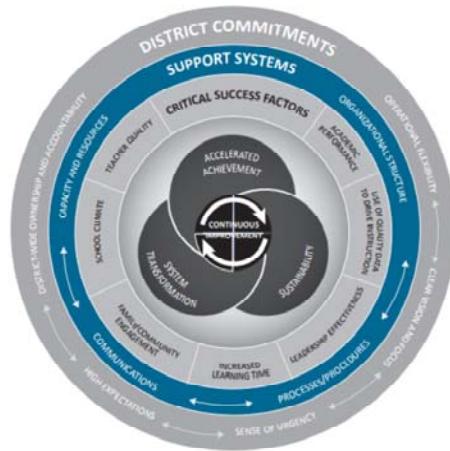 DISTRICT COMMITMENTS
OPERATIONAL FLEXIBILITY
CLEAR VISION AND FOCUS
SENSE OF URGENCY
HIGH EXPECTATIONS
DISTRICT-WIDE OWNERSHIP AND ACCOUNTABILITY
SUPPORT SYSTEMS
ORGANIZATIONAL STRUCTURE
PROCESSES/PROCEDURES
COMMUNICATIONS
CAPACITY AND RESOURCES
CRITICAL SUCCESS FACTORS
ACADEMIC
PERFORMANCE
USE OF QUALITY DATA
TO DRIVE INSTRUCTION
LEADERSHIP EFFECTIVENESS
INCREASED
LEARNING TIME
FAMILY/COMMUNITY
ENGAGEMENT
SCHOOL CLIMATE
TEACHER QUALITY
ACCELERATED
ACHIEVEMENT
SUSTAINABILITY
SYSTEM
TRANSFORMATION
CONTINUOUS
IMPROVEMENT